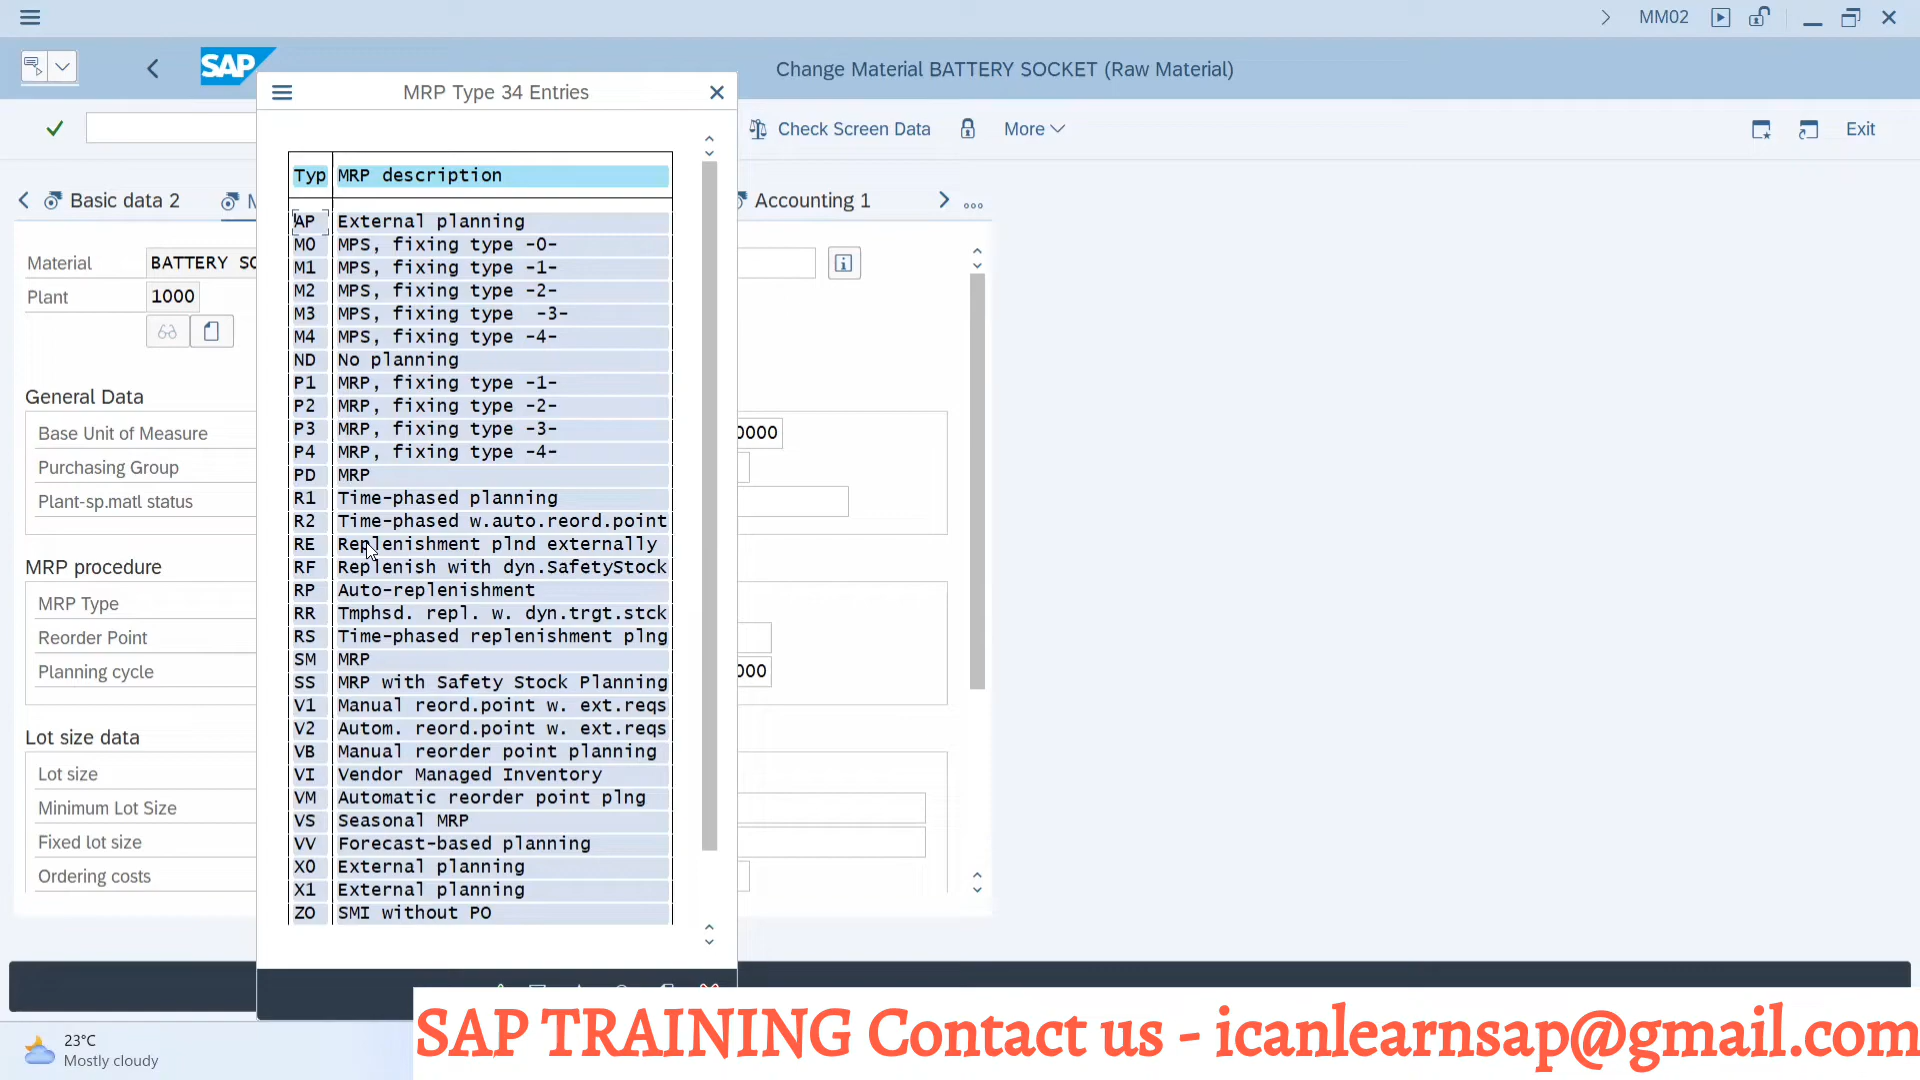 MM02
SAP
Change Material BATTERY SOCKET (Raw Material)
MRP Type 34 Entries
Check Screen Data
More
Exit
Typ MRP description
Basic data 2
Accounting 1
AP External planning
M0 MPS, fixing type -0-
M1 MPS, fixing type -1-
M2 MPS, fixing type -2-
M3 MPS, fixing type  -3-
M4 MPS, fixing type -4-
ND No planning
P1 MRP, fixing type -1-
P2 MRP, fixing type -2-
P3 MRP, fixing type -3-
P4 MRP, fixing type -4-
PD MRP
R1 Time-phased planning
R2 Time-phased w.auto.reord.point
RE Replenishment plnd externally
RF Replenish with dyn.SafetyStock
RP Auto-replenishment
RR Tmphsd. repl. w. dyn.trgt.stck
RS Time-phased replenishment plng
SM MRP
SS MRP with Safety Stock Planning
V1 Manual reord.point w. ext.reqs
V2 Autom. reord.point w. ext.reqs
VB Manual reorder point planning
VI Vendor Managed Inventory
VM Automatic reorder point plng
VS Seasonal MRP
VV Forecast-based planning
X0 External planning
X1 External planning
ZO SMI without PO
Material BATTERY SO
Plant 1000
General Data
Base Unit of Measure
Purchasing Group
Plant-sp.matl status
0000
MRP procedure
MRP Type
Reorder Point
Planning cycle
000
Lot size data
Lot size
Minimum Lot Size
Fixed lot size
Ordering costs
23°C
Mostly cloudy
SAP TRAINING Contact us - icanlearnsap@gmail.com